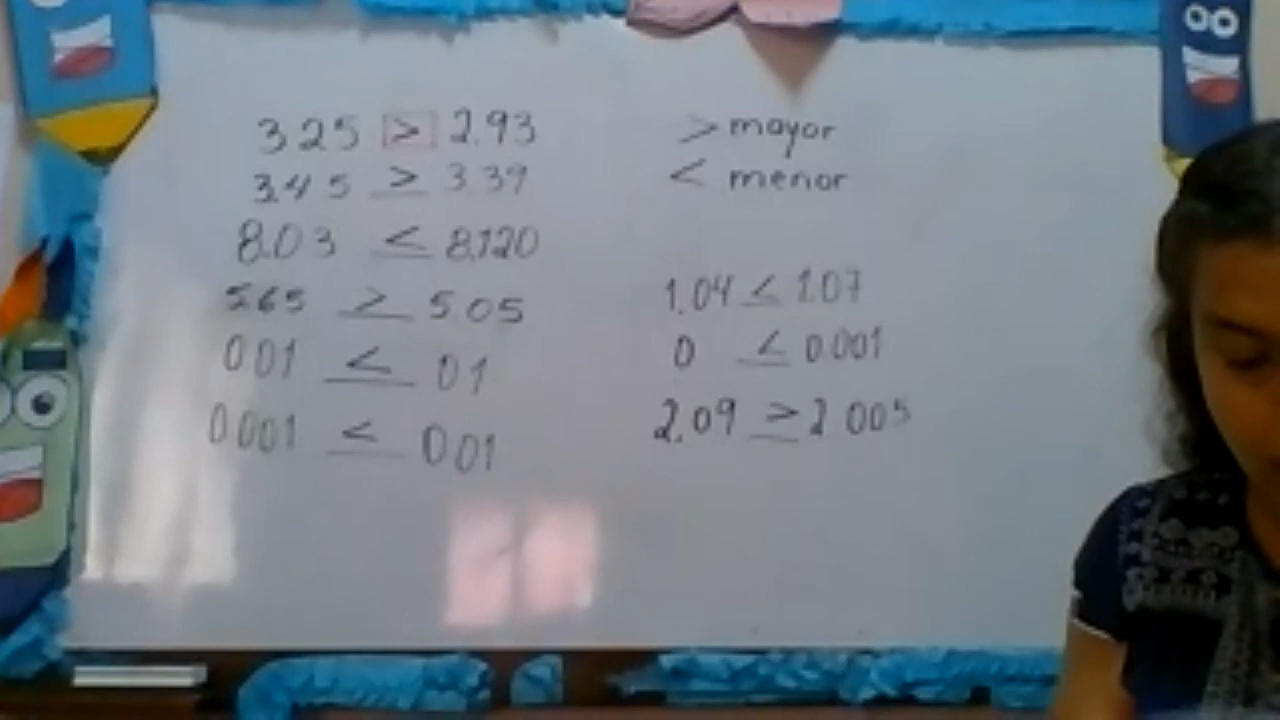 3.25 > 2.93
3.45 > 3.39
8.03 < 8.120
5.65 > 5.05
0.01 < 0.1
0.001 < 0.01
> mayor
< menor
1.04 < 1.07
0 < 0.001
2.09 > 2.005
8